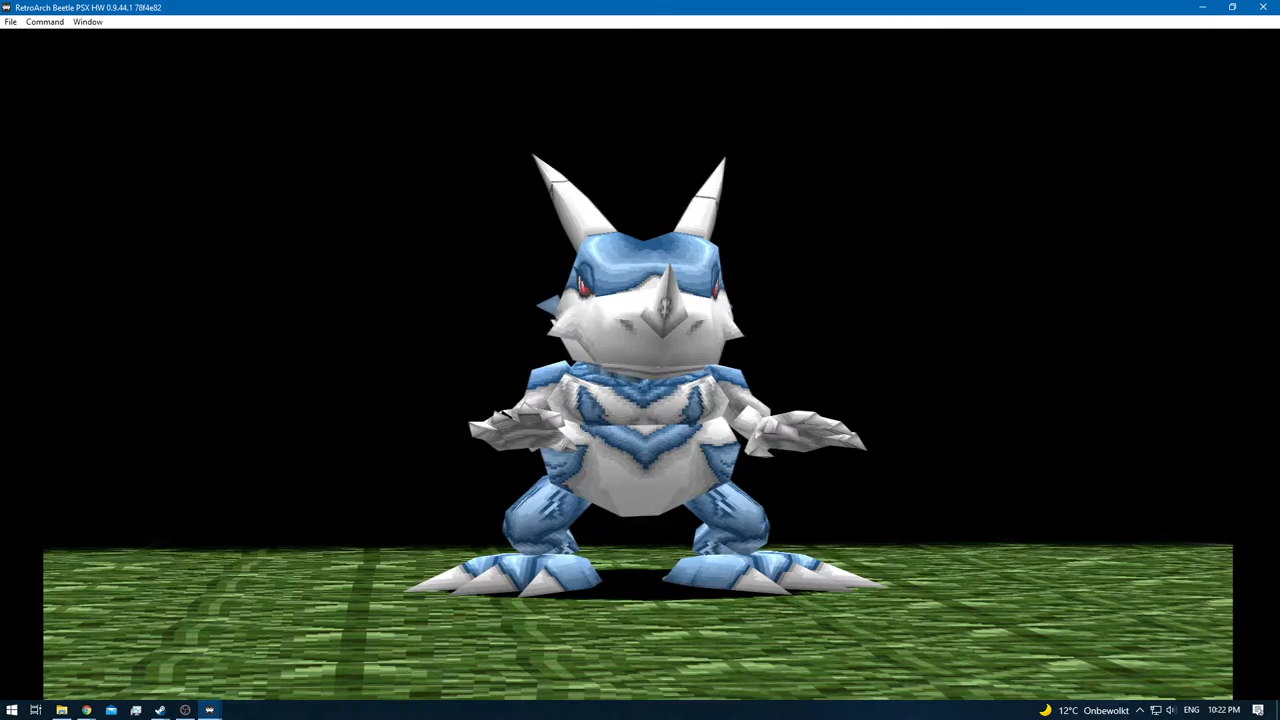 RetroArch Beetle PSX HW 0.9.44.1 78f4e82
File Command Window
12°C Onbewolkt ENG 10:22 PM